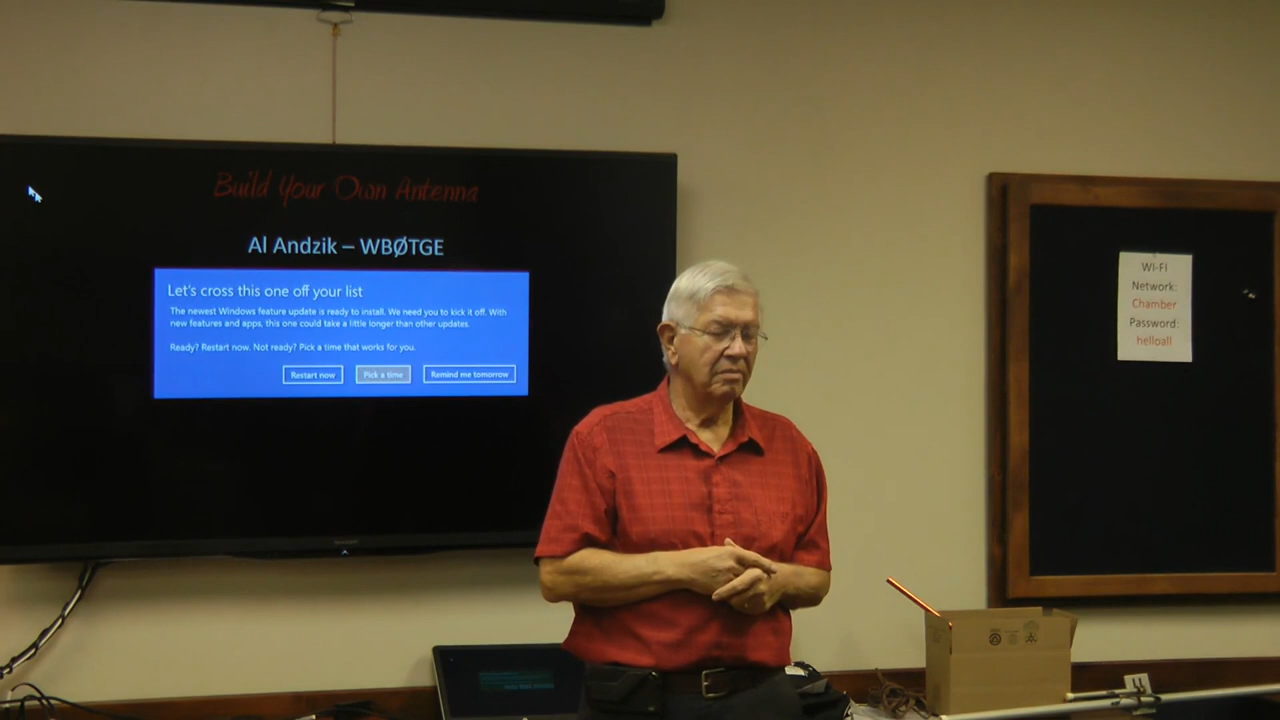 Build Your Own Antenna
Al Andzik – WBØTGE
Let's cross this one off your list
The newest Windows feature update is ready to install. We need you to kick it off. With
new features and apps, this one could take a little longer than other updates.
Ready? Restart now. Not ready? Pick a time that works for you.
Restart now
Pick a time
Remind me tomorrow
WI-FI
Network:
Chamber
Password:
helloall